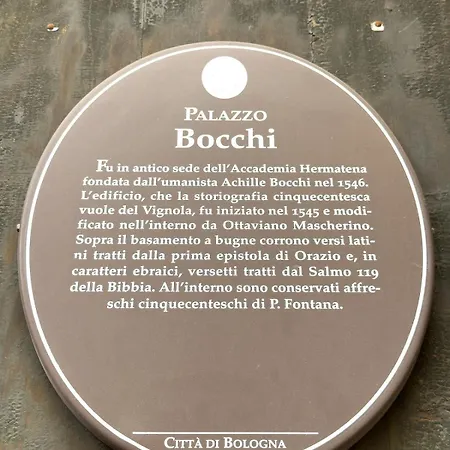 PALAZZO
Bocchi
Fu in antico sede dell'Accademia Hermatena
fondata dall'umanista Achille Bocchi nel 1546.
L'edificio, che la storiografia cinquecentesca
vuole del Vignola, fu iniziato nel 1545 e modi-
ficato nell'interno da Ottaviano Mascherino.
Sopra il basamento a bugne corrono versi lati-
ni tratti dalla prima epistola di Orazio e, in
caratteri ebraici, versetti tratti dal Salmo 119
della Bibbia. All'interno sono conservati affre-
schi cinquecenteschi di P. Fontana.
CITTÀ DI BOLOGNA